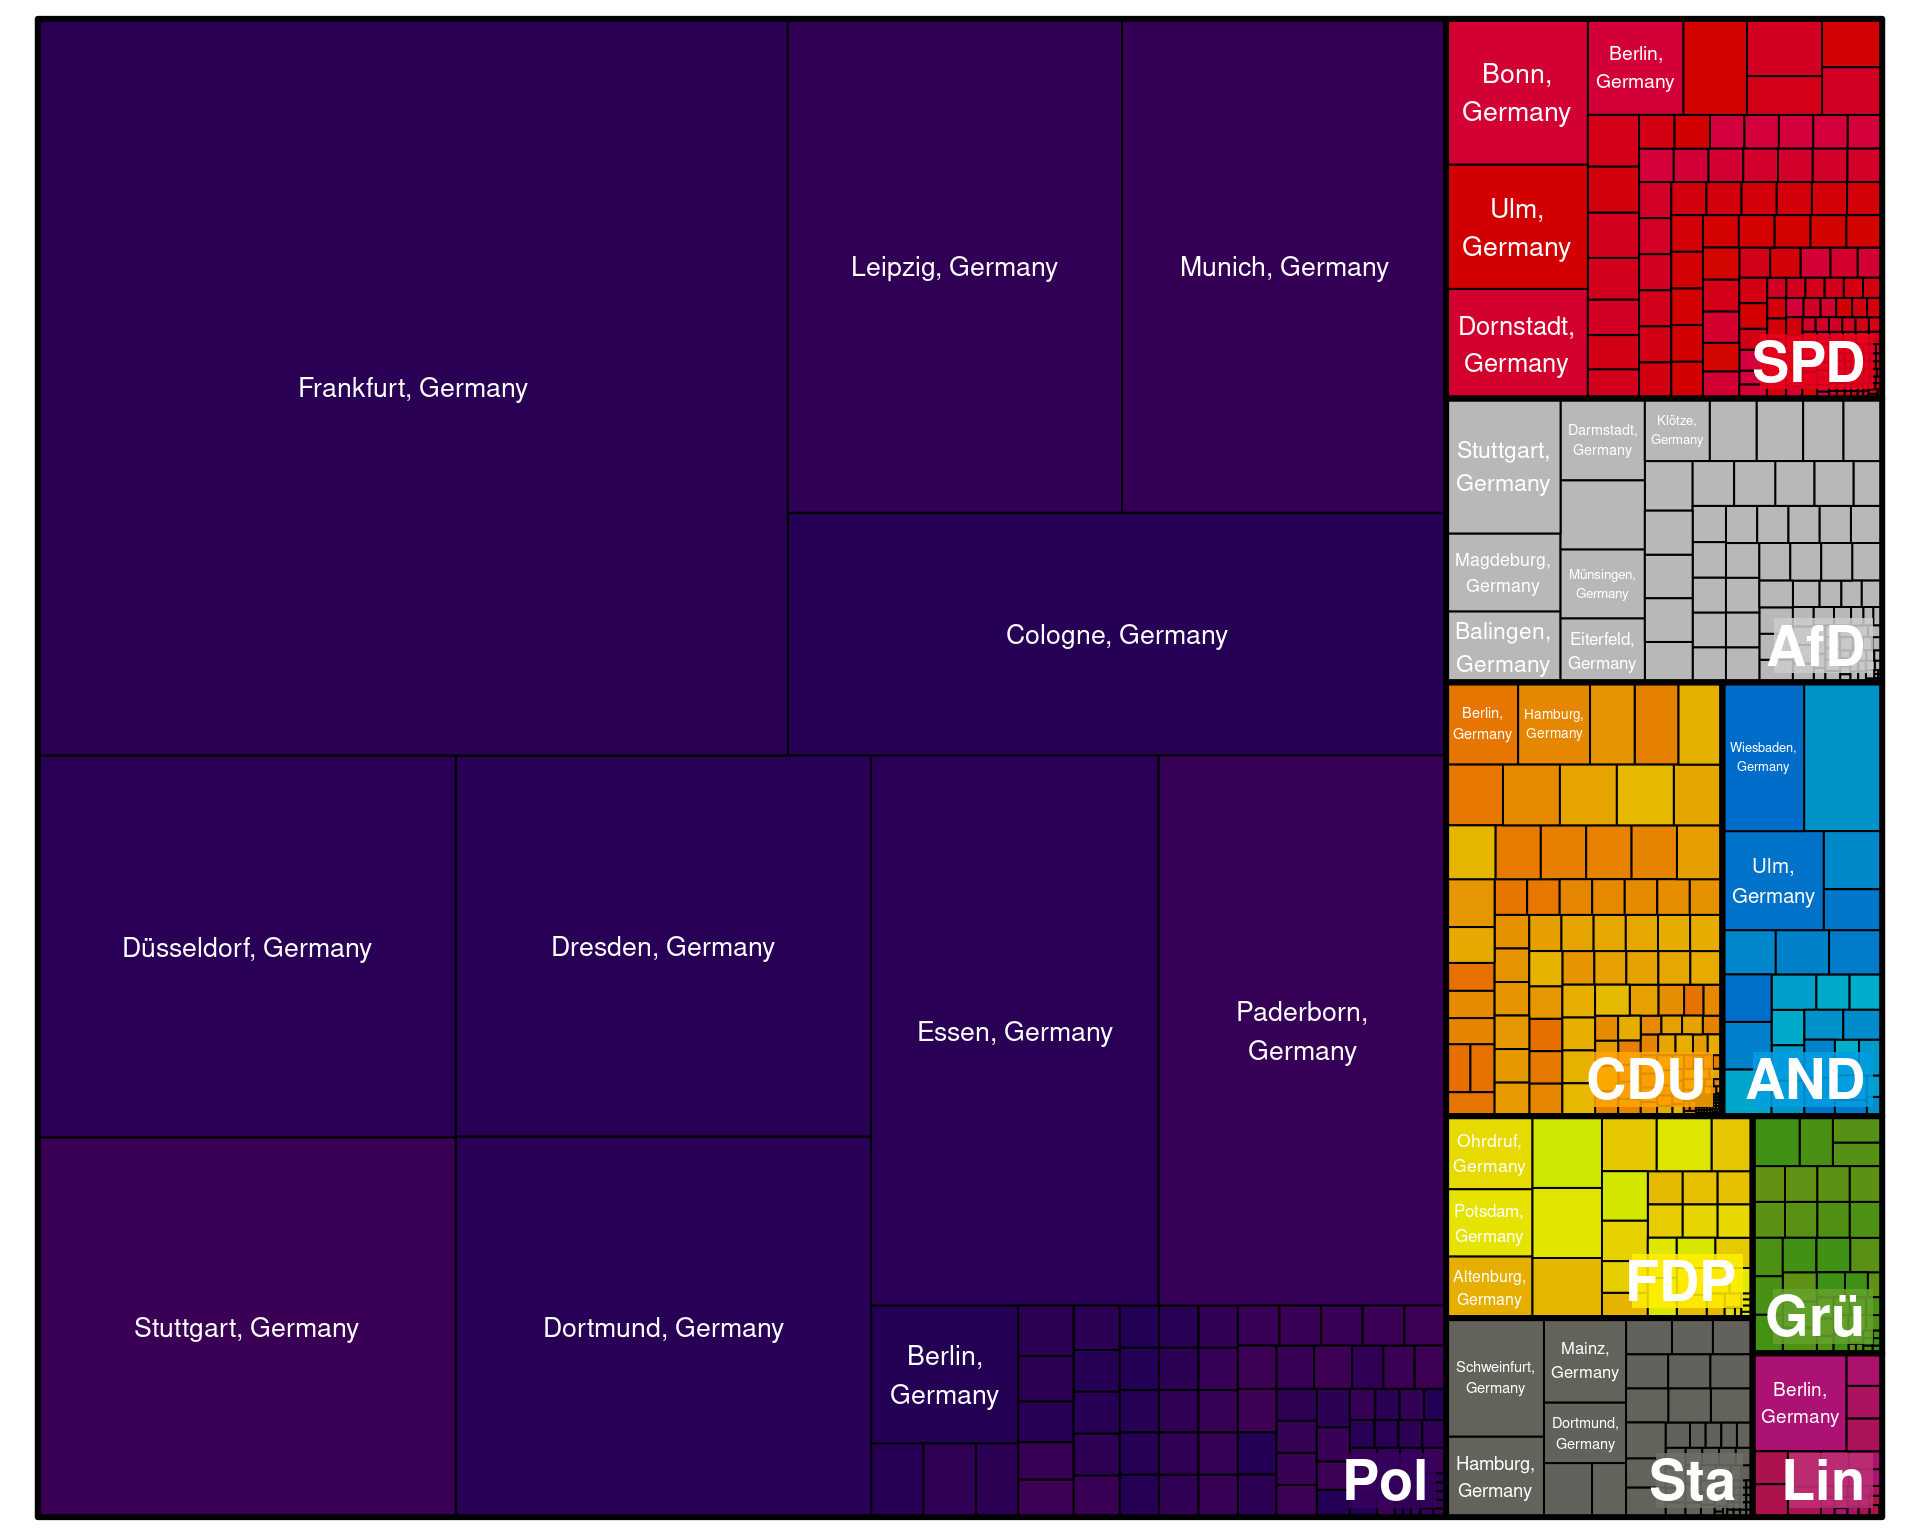 Frankfurt, Germany
Leipzig, Germany
Munich, Germany
Cologne, Germany
Düsseldorf, Germany
Dresden, Germany
Essen, Germany
Paderborn,
Germany
Stuttgart, Germany
Dortmund, Germany
Berlin,
Germany
Pol
Bonn,
Germany
Berlin,
Germany
Ulm,
Germany
Dornstadt,
Germany
SPD
Stuttgart,
Germany
Darmstadt,
Germany
Klötze,
Germany
Magdeburg,
Germany
Münsingen,
Germany
Balingen,
Germany
Eiterfeld,
Germany
AfD
Berlin,
Germany
Hamburg,
Germany
CDU
Wiesbaden,
Germany
Ulm,
Germany
AND
Ohrdruf,
Germany
Potsdam,
Germany
Altenburg,
Germany
FDP
Grü
Schweinfurt,
Germany
Mainz,
Germany
Dortmund,
Germany
Hamburg,
Germany
Sta
Berlin,
Germany
Lin